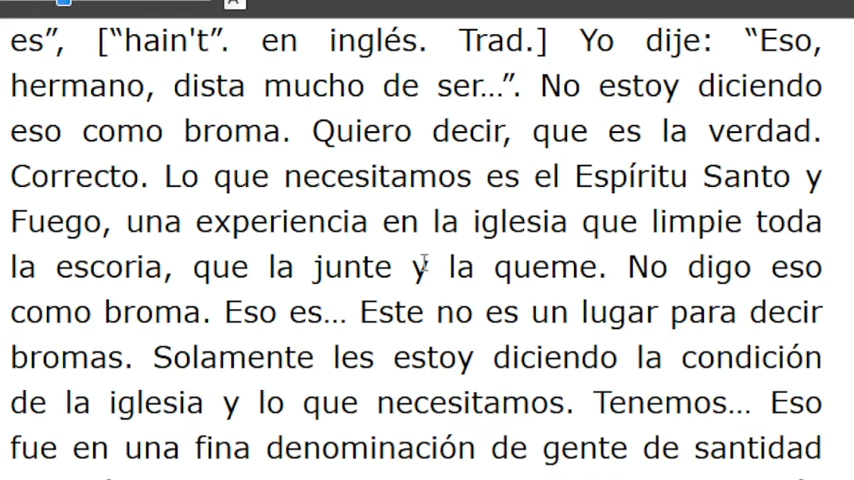 es”, [“hain't”. en inglés. Trad.] Yo dije: “Eso,
hermano, dista mucho de ser...”. No estoy diciendo
eso como broma. Quiero decir, que es la verdad.
Correcto. Lo que necesitamos es el Espíritu Santo y
Fuego, una experiencia en la iglesia que limpie toda
la escoria, que la junte y la queme. No digo eso
como broma. Eso es... Este no es un lugar para decir
bromas. Solamente les estoy diciendo la condición
de la iglesia y lo que necesitamos. Tenemos... Eso
fue en una fina denominación de gente de santidad